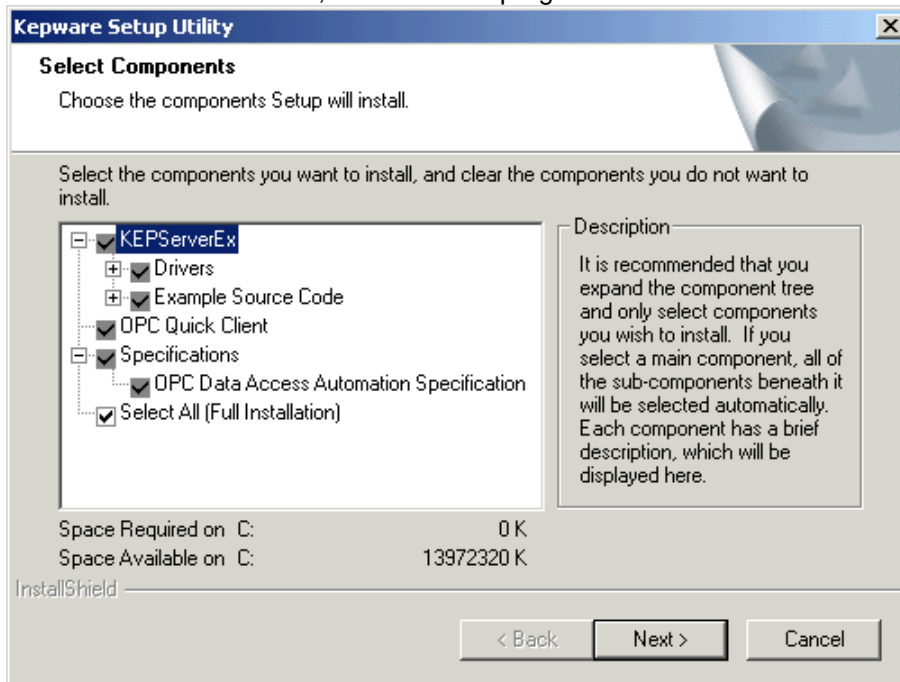 Kepware Setup Utility
Select Components
Choose the components Setup will install.
Select the components you want to install, and clear the components you do not want to
install.
KEPServerEx
Drivers
Example Source Code
OPC Quick Client
Specifications
OPC Data Access Automation Specification
Select All (Full Installation)
Description
It is recommended that you
expand the component tree
and only select components
you wish to install. If you
select a main component, all of
the sub-components beneath it
will be selected automatically.
Each component has a brief
description, which will be
displayed here.
Space Required on C: 0 K
Space Available on C: 13972320 K
InstallShield
< Back Next > Cancel